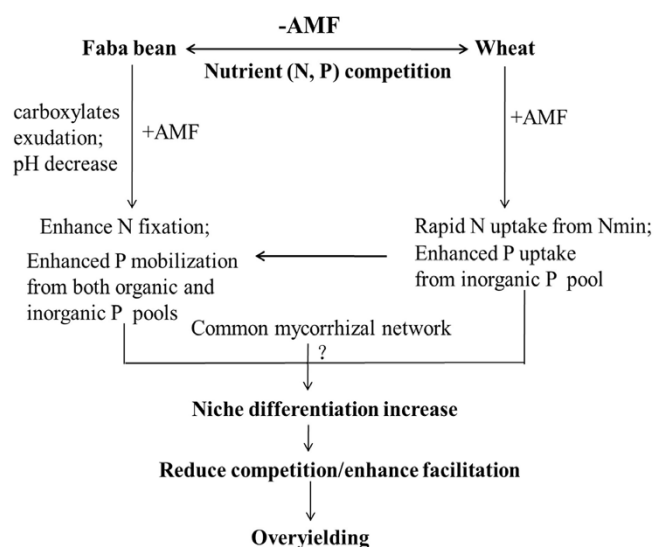 -AMF
Faba bean
Wheat
Nutrient (N, P) competition
carboxylates
exudation;
pH decrease
+AMF
+AMF
Enhance N fixation;
Enhanced P mobilization
from both organic and
inorganic P pools
Rapid N uptake from Nmin;
Enhanced P uptake
from inorganic P pool
Common mycorrhizal network
?
Niche differentiation increase
Reduce competition/enhance facilitation
Overyielding